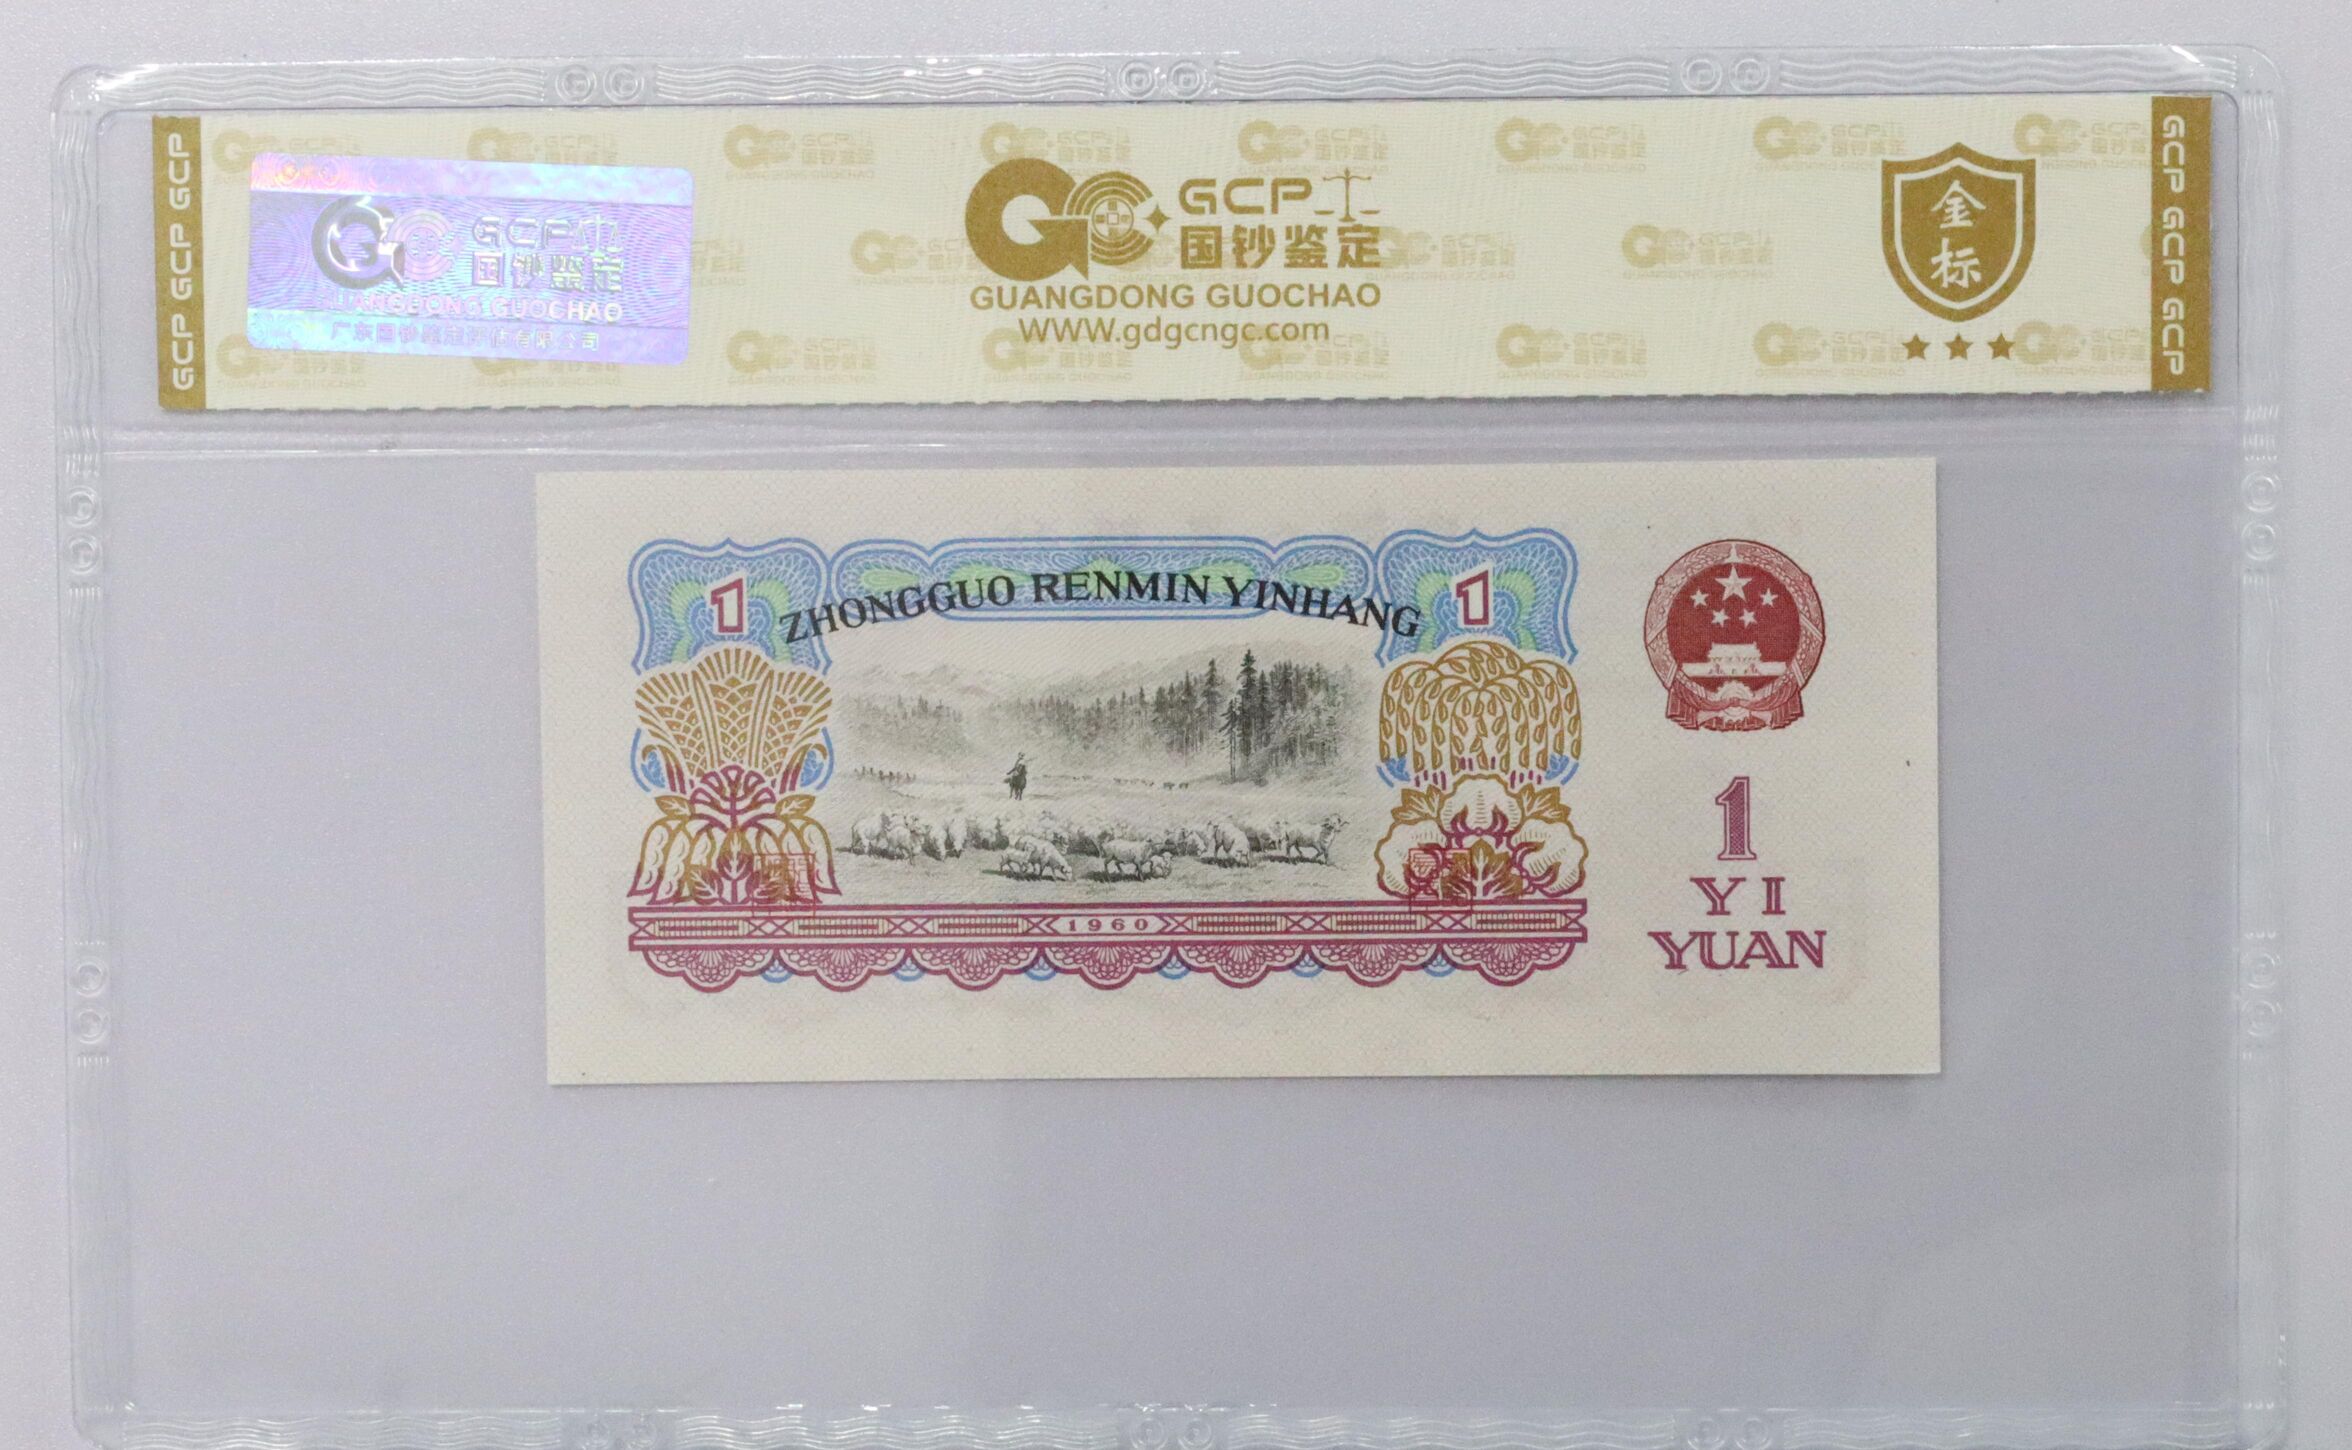 GCP GCP GCP
GCP
国钞鉴定
GUANGDONG GUOCHAO
广东国钞鉴定评估有限公司
GCP
国钞鉴定
GUANGDONG GUOCHAO
WWW.gdgcngc.com
金
标
GCP GCP GCP
1
ZHONGGUO RENMIN YINHANG
1
1960
1
YI
YUAN